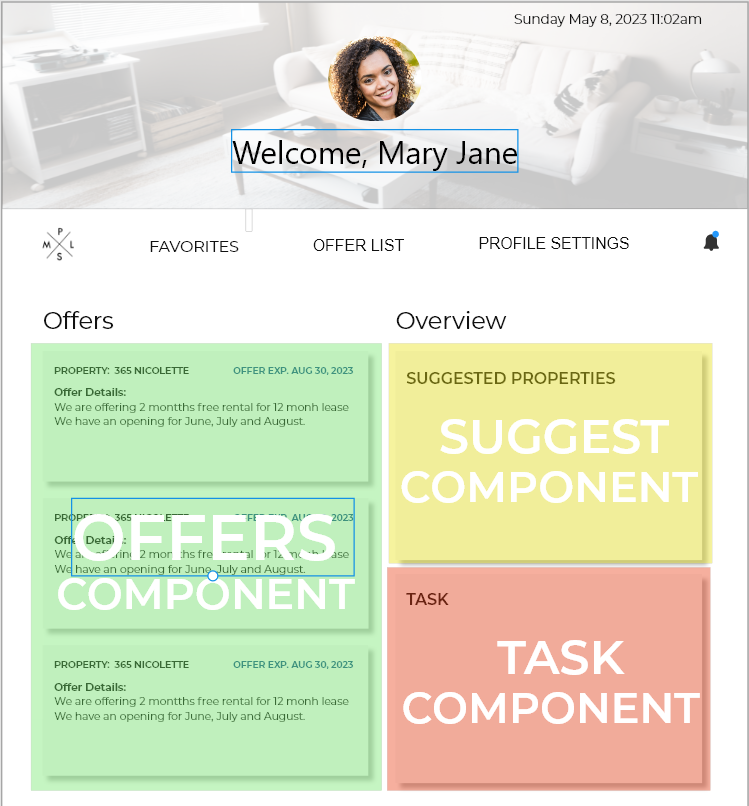 Sunday May 8, 2023 11:02am
Welcome, Mary Jane
P
M L
S
FAVORITES
OFFER LIST
PROFILE SETTINGS
Offers
PROPERTY: 365 NICOLETTE
OFFER EXP. AUG 30, 2023
Offer Details:
We are offering 2 montths free rental for 12 monh lease
We have an opening for June, July and August.
PROPERTY: 365 NICOLETTE
OFFER EXP. AUG 30, 2023
Offer Details:
We are offering 2 montths free rental for 12 monh lease
We have an opening for June, July and August.
OFFERS
COMPONENT
PROPERTY: 365 NICOLETTE
OFFER EXP. AUG 30, 2023
Offer Details:
We are offering 2 montths free rental for 12 monh lease
We have an opening for June, July and August.
Overview
SUGGESTED PROPERTIES
SUGGEST
COMPONENT
TASK
TASK
COMPONENT